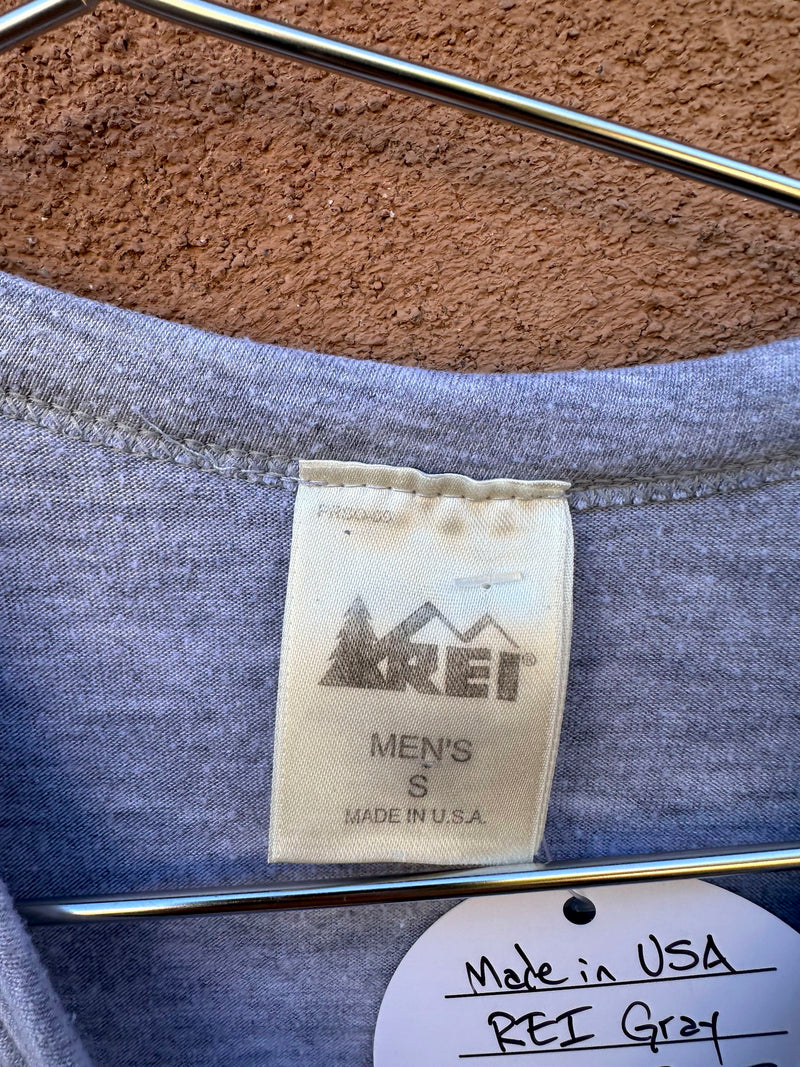 REI®
MEN'S
S
MADE IN U.S.A.
Made in USA
REI Gray